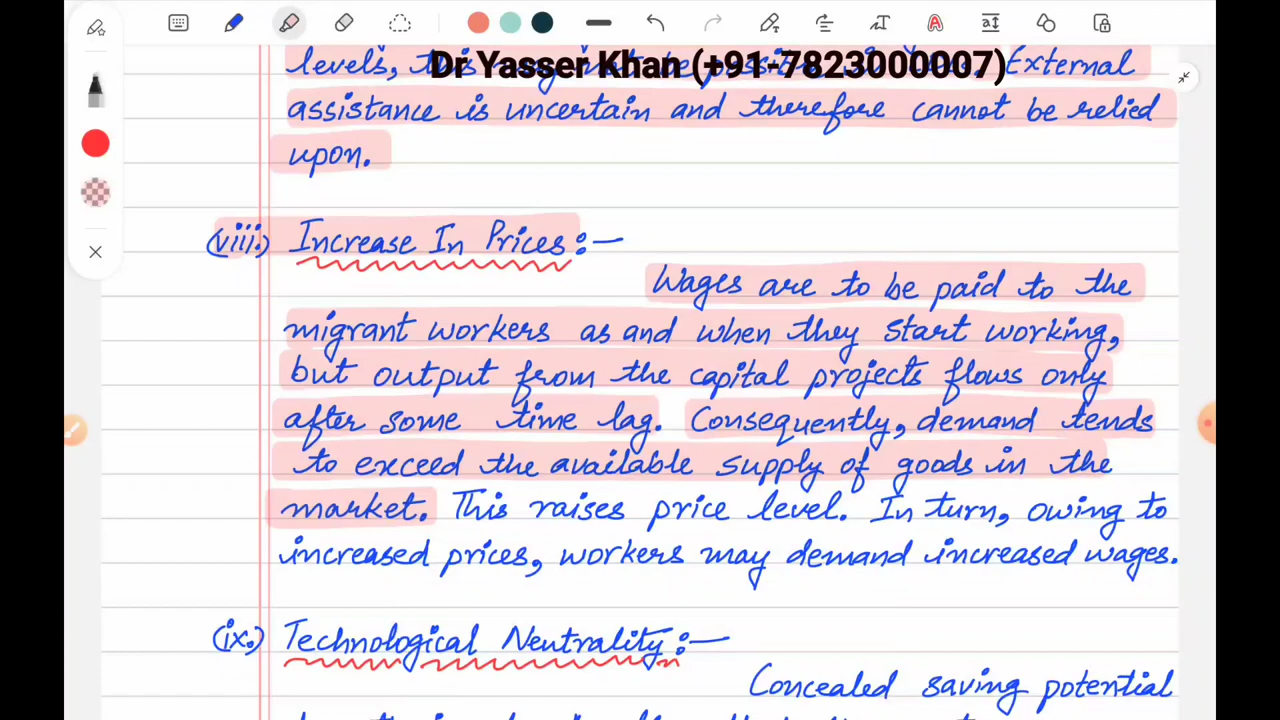 Dr Yasser Khan (+91-7823000007)
levels, this External
assistance is uncertain and therefore cannot be relied
upon.
(viii.) Increase In Prices:-
Wages are to be paid to the
migrant workers as and when they start working,
but output from the capital projects flows only
after some time lag. Consequently, demand tends
to exceed the available supply of goods in the
market. This raises price level. In turn, owing to
increased prices, workers may demand increased wages.
(ix.) Technological Neutrality:-
Concealed saving potential